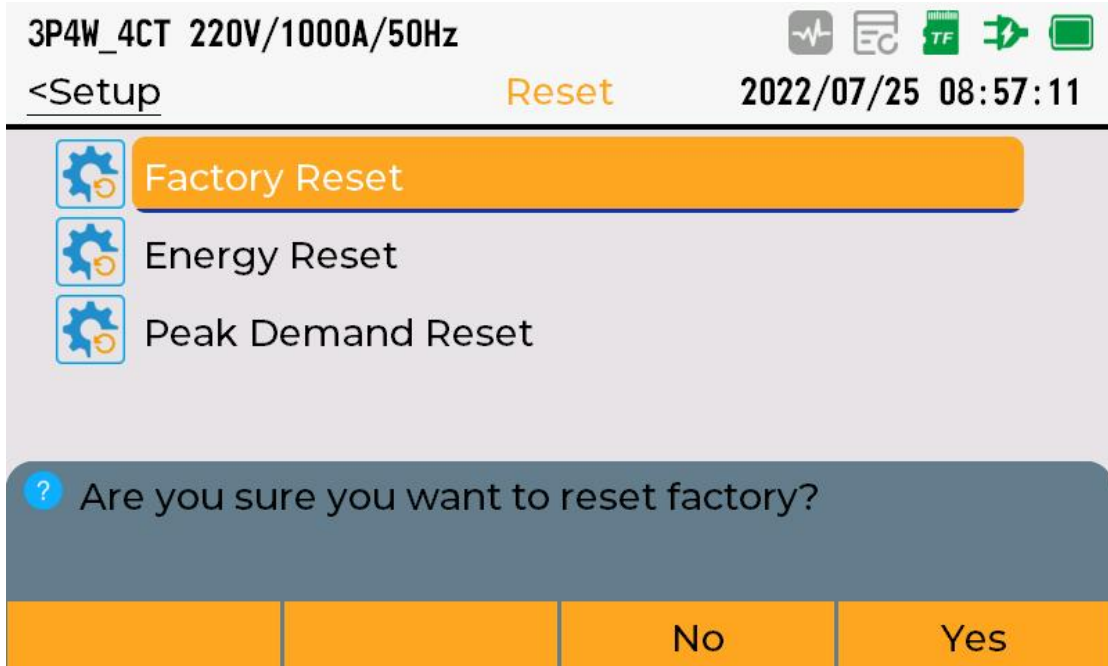 3P4W_4CT 220V/1000A/50Hz TF
<Setup Reset 2022/07/25 08:57:11
Factory Reset
Energy Reset
Peak Demand Reset
? Are you sure you want to reset factory?
No Yes